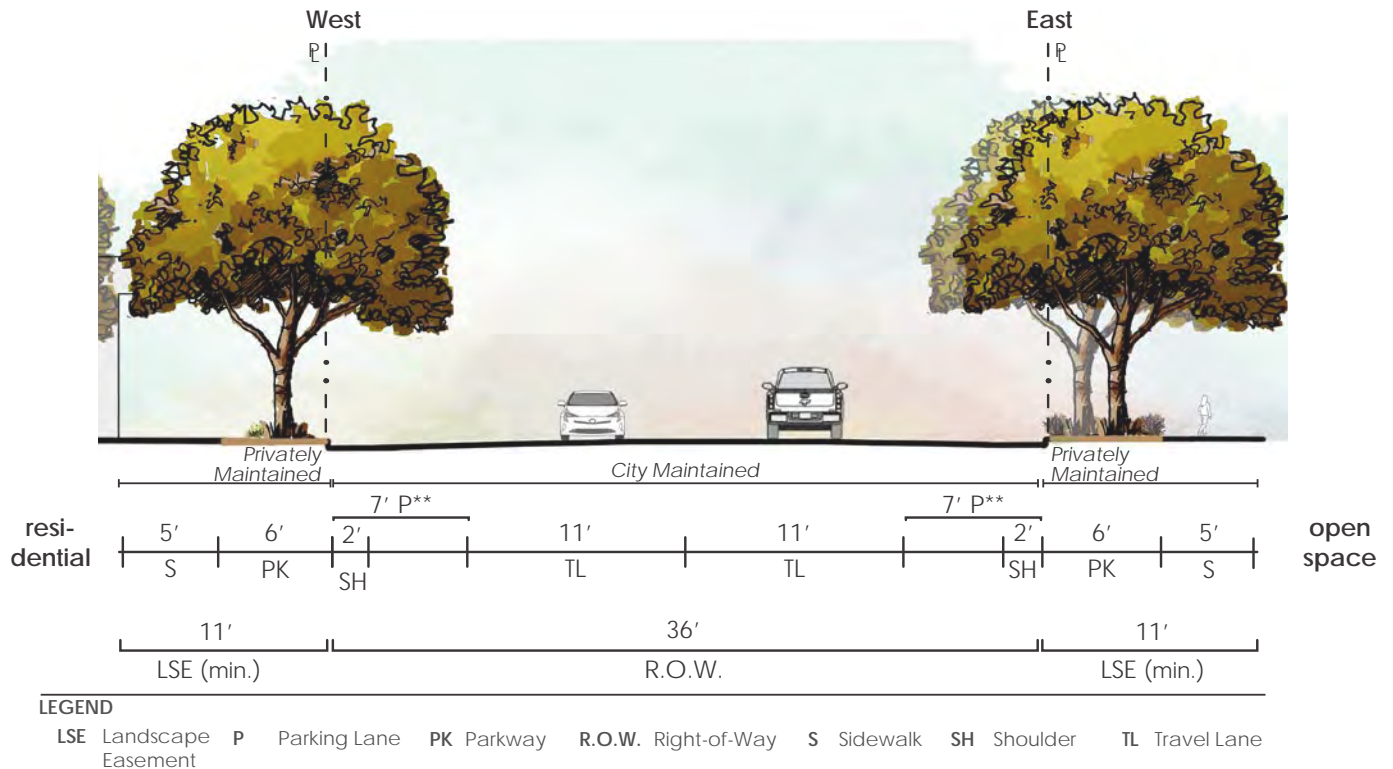 West East
℄ ℄
Privately Maintained
City Maintained
Privately Maintained
7' P** 7' P**
resi-
dential
5' 6' 2' 11' 11' 2' 6' 5'
S PK SH TL TL SH PK S
open
space
11' 36' 11'
LSE (min.) R.O.W. LSE (min.)
LEGEND
LSE Landscape Easement P Parking Lane PK Parkway R.O.W. Right-of-Way S Sidewalk SH Shoulder TL Travel Lane